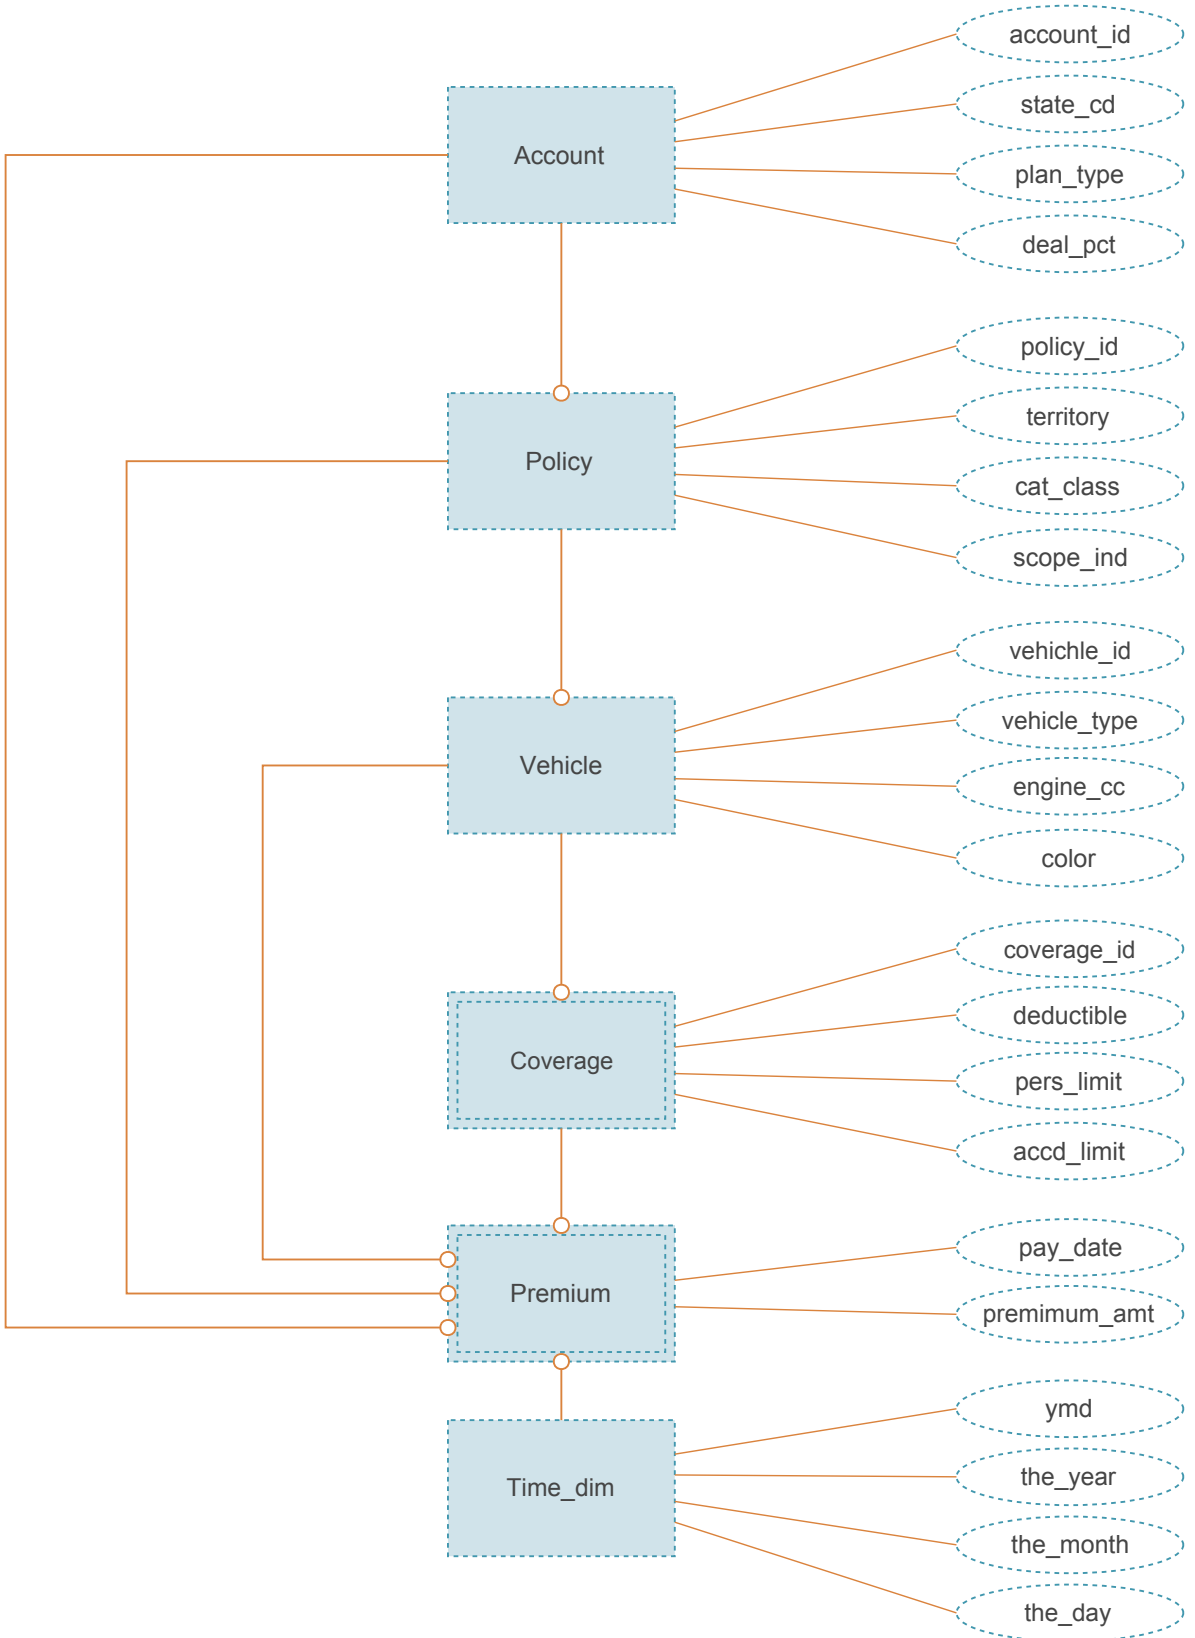 account_id
state_cd
Account
plan_type
deal_pct
policy_id
territory
Policy
cat_class
scope_ind
vehichle_id
vehicle_type
Vehicle
engine_cc
color
coverage_id
deductible
Coverage
pers_limit
accd_limit
pay_date
Premium
premimum_amt
ymd
the_year
Time_dim
the_month
the_day